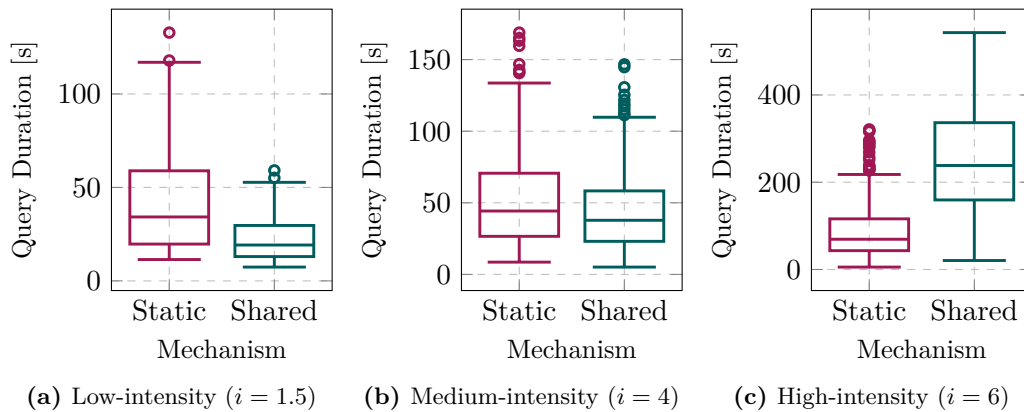 Query Duration [s]
100
50
0
Static Shared
Mechanism
(a) Low-intensity (i = 1.5)
Query Duration [s]
150
100
50
0
Static Shared
Mechanism
(b) Medium-intensity (i = 4)
Query Duration [s]
400
200
0
Static Shared
Mechanism
(c) High-intensity (i = 6)